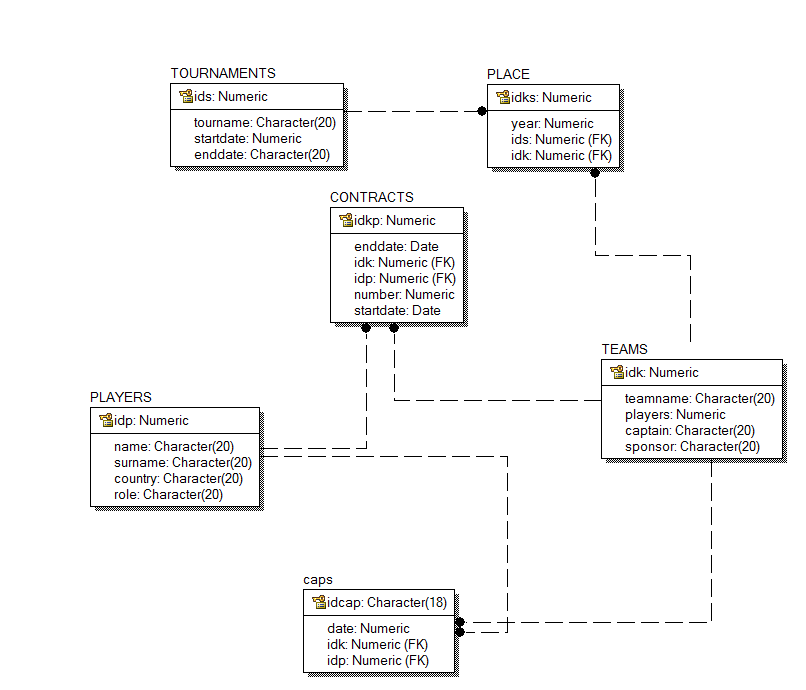 TOURNAMENTS
ids: Numeric
tourname: Character(20)
startdate: Numeric
enddate: Character(20)
PLACE
idks: Numeric
year: Numeric
ids: Numeric (FK)
idk: Numeric (FK)
CONTRACTS
idkp: Numeric
enddate: Date
idk: Numeric (FK)
idp: Numeric (FK)
number: Numeric
startdate: Date
TEAMS
idk: Numeric
teamname: Character(20)
players: Numeric
captain: Character(20)
sponsor: Character(20)
PLAYERS
idp: Numeric
name: Character(20)
surname: Character(20)
country: Character(20)
role: Character(20)
caps
idcap: Character(18)
date: Numeric
idk: Numeric (FK)
idp: Numeric (FK)